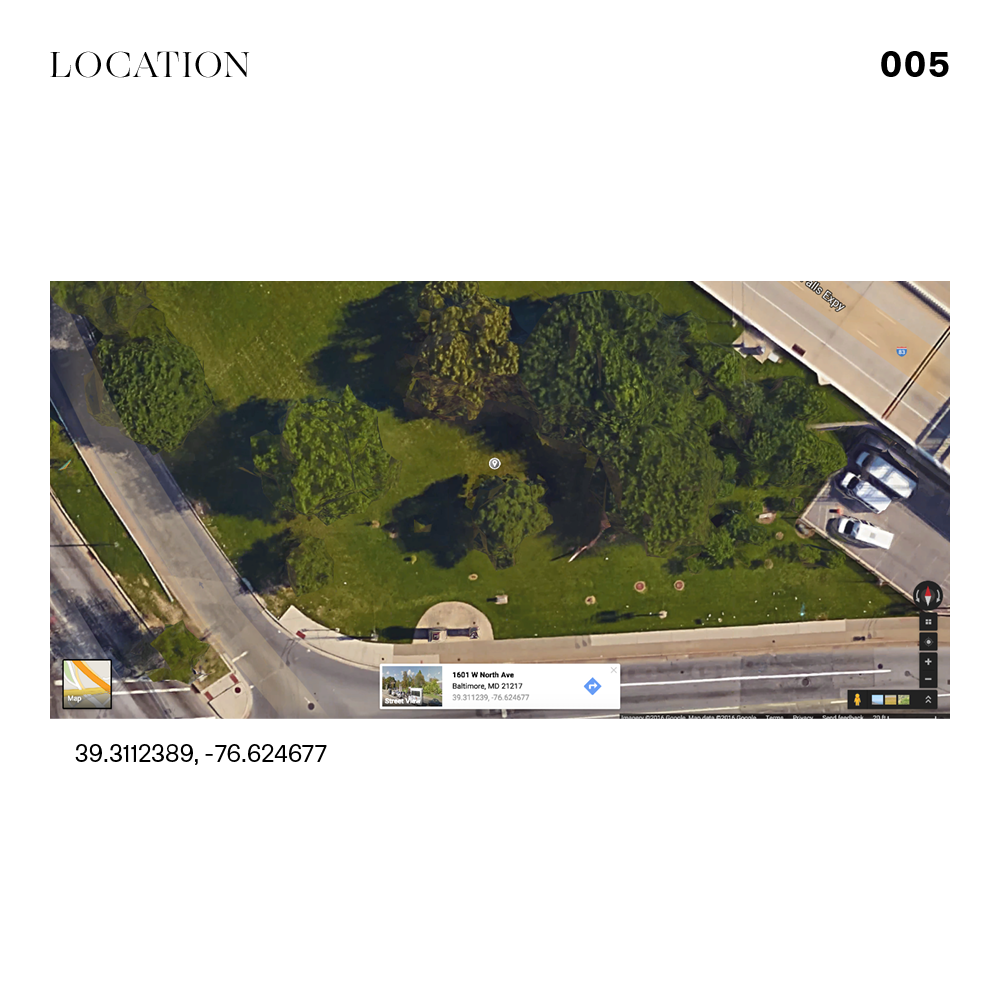 LOCATION
005
alls Expy
83
1601 W North Ave
Baltimore, MD 21217
39.311239, -76.624677
Street View
Map
Imagery ©2016 Google, Map data ©2016 Google Terms Privacy Send feedback 20 ft
39.3112389, -76.624677